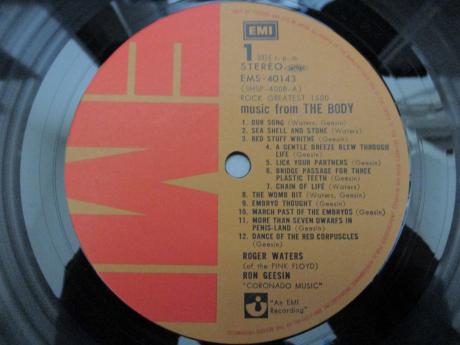 EMI
EMI
1
33⅓ r. p. m.
STEREO
EMS-40143
(SHSP-4008-A)
ROCK GREATEST 1500
music from THE BODY
1. OUR SONG (Waters, Geesin)
2. SEA SHELL AND STONE (Waters)
3. RED STUFF WRITHE (Geesin)
4. A GENTLE BREEZE BLEW THROUGH
LIFE (Geesin)
5. LICK YOUR PARTNERS (Geesin)
6. BRIDGE PASSAGE FOR THREE
PLASTIC TEETH (Geesin)
7. CHAIN OF LIFE (Waters)
8. THE WOMB BIT (Waters, Geesin)
9. EMBRYO THOUGHT (Geesin)
10. MARCH PAST OF THE EMBRYOS (Geesin)
11. MORE THAN SEVEN DWARFS IN
PENIS-LAND (Geesin)
12. DANCE OF THE RED CORPUSCLES
(Geesin)
ROGER WATERS
(of the PINK FLOYD)
RON GEESIN
"CORONADO MUSIC"
"An EMI
Recording"